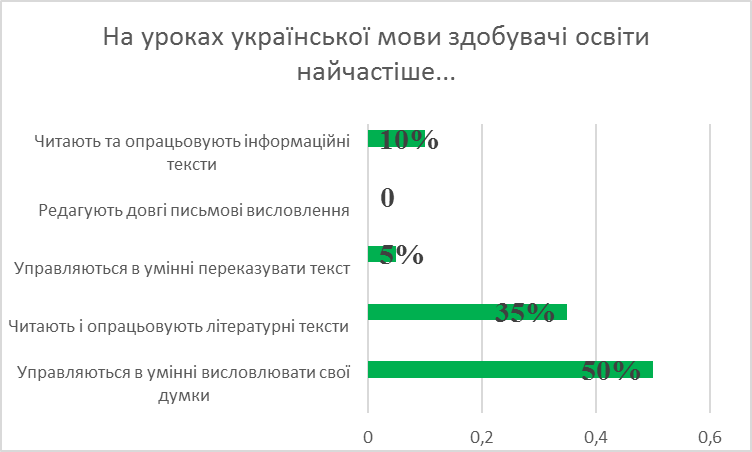 На уроках української мови здобувачі освіти
найчастіше...
Читають та опрацьовують інформаційні
тексти
10%
Редагують довгі письмові висловлення
0
Управляються в умінні переказувати текст
5%
Читають і опрацьовують літературні тексти
35%
Управляються в умінні висловлювати свої
думки
50%
0 0,2 0,4 0,6